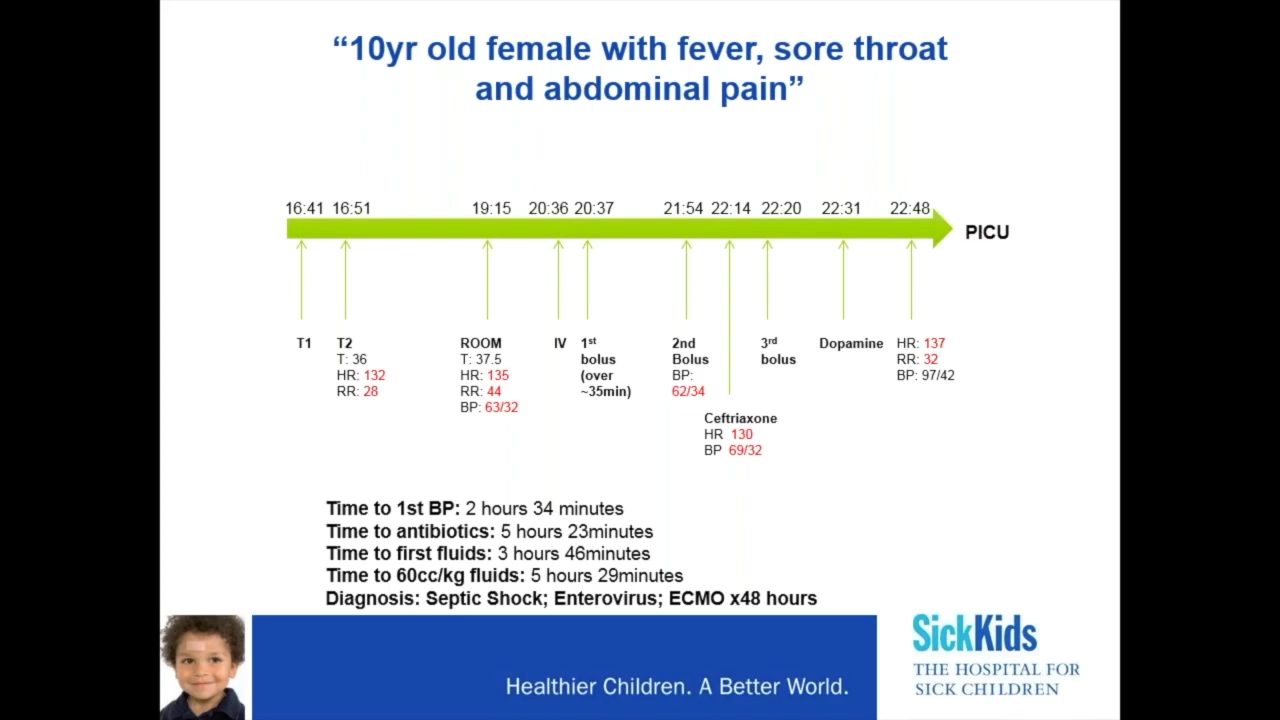 “10yr old female with fever, sore throat
and abdominal pain”
16:41 16:51 19:15 20:36 20:37 21:54 22:14 22:20 22:31 22:48
PICU
T1
T2
T: 36
HR: 132
RR: 28
ROOM
T: 37.5
HR: 135
RR: 44
BP: 63/32
IV
1st
bolus
(over
~35min)
2nd
Bolus
BP:
62/34
Ceftriaxone
HR 130
BP 69/32
3rd
bolus
Dopamine
HR: 137
RR: 32
BP: 97/42
Time to 1st BP: 2 hours 34 minutes
Time to antibiotics: 5 hours 23minutes
Time to first fluids: 3 hours 46minutes
Time to 60cc/kg fluids: 5 hours 29minutes
Diagnosis: Septic Shock; Enterovirus; ECMO x48 hours
Healthier Children. A Better World.
SickKids
THE HOSPITAL FOR
SICK CHILDREN